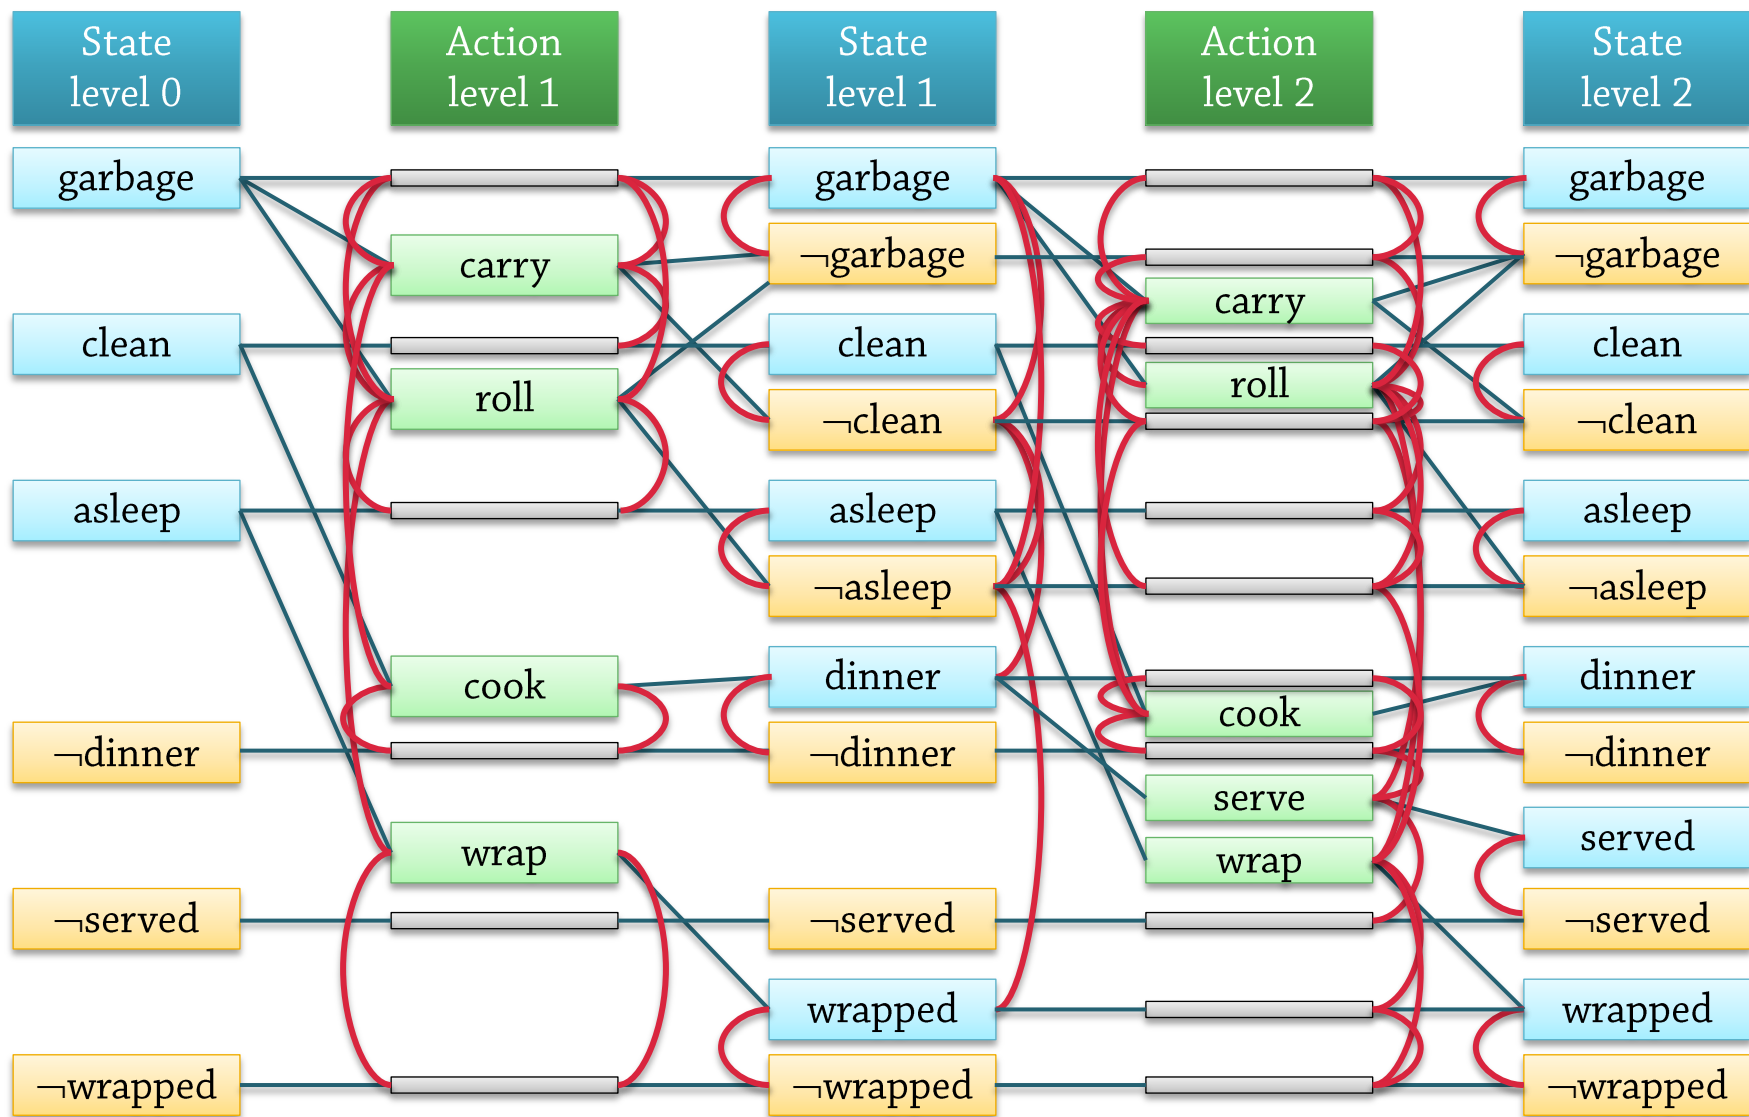 State
level 0
Action
level 1
State
level 1
Action
level 2
State
level 2
garbage
clean
asleep
¬dinner
¬served
¬wrapped
carry
roll
cook
wrap
garbage
¬garbage
clean
¬clean
asleep
¬asleep
dinner
¬dinner
¬served
wrapped
¬wrapped
carry
roll
cook
serve
wrap
garbage
¬garbage
clean
¬clean
asleep
¬asleep
dinner
¬dinner
served
¬served
wrapped
¬wrapped